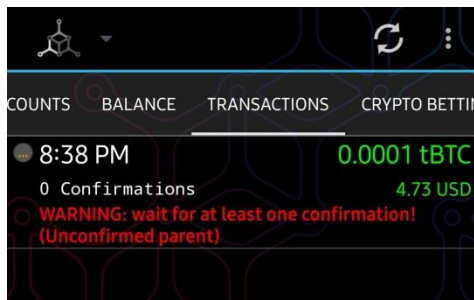 COUNTS BALANCE TRANSACTIONS CRYPTO BETTIN
8:38 PM 0.0001 tBTC
0 Confirmations 4.73 USD
WARNING: wait for at least one confirmation!
(Unconfirmed parent)